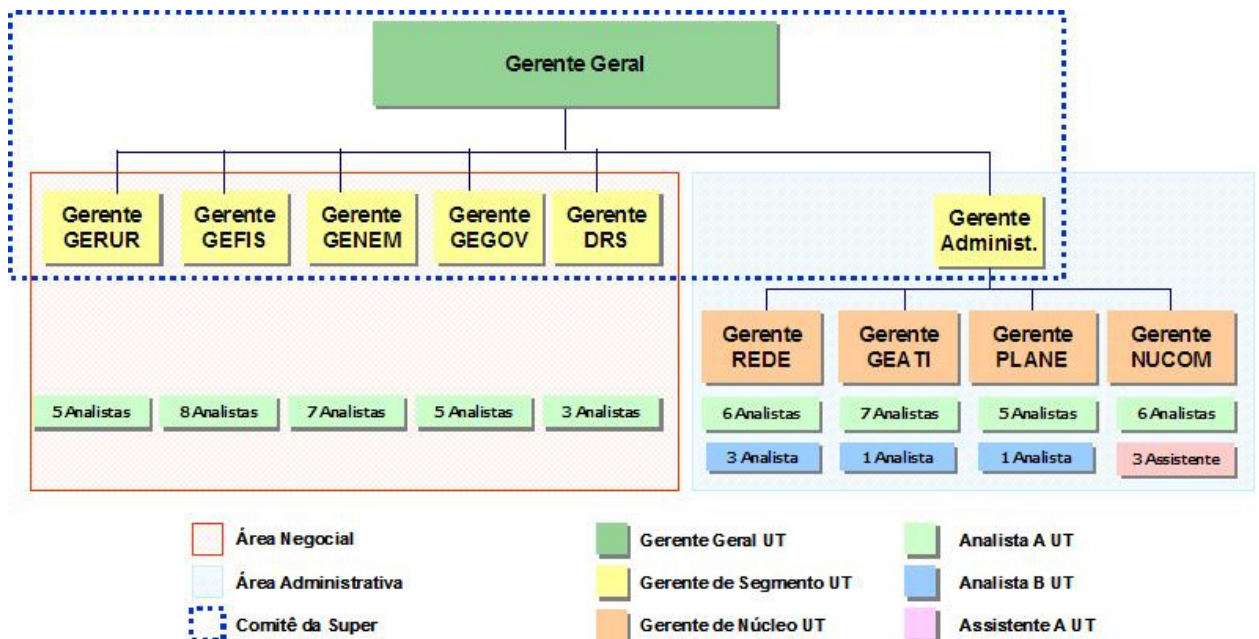 Gerente Geral
Gerente
GERUR
Gerente
GEFIS
Gerente
GENEM
Gerente
GEGOV
Gerente
DRS
Gerente
Administ.
Gerente
REDE
Gerente
GEATI
Gerente
PLANE
Gerente
NUCOM
5 Analistas
8 Analistas
7 Analistas
5 Analistas
3 Analistas
6 Analistas
7 Analistas
5 Analistas
6 Analistas
3 Analista
1 Analista
1 Analista
3 Assistente
Área Negocial
Área Administrativa
Comitê da Super
Gerente Geral UT
Gerente de Segmento UT
Gerente de Núcleo UT
Analista A UT
Analista B UT
Assistente A UT